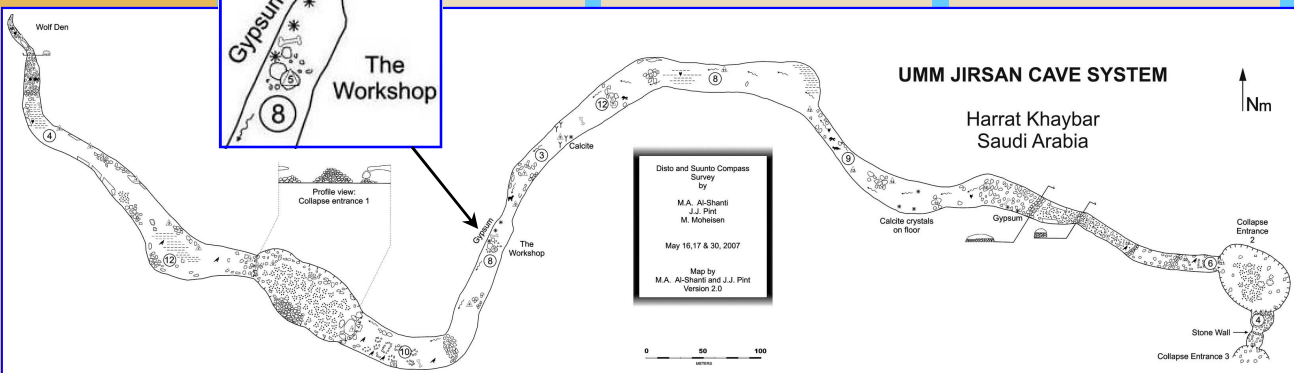 Wolf Den
4
Profile view:
Collapse entrance 1
12
10
Gypsum
5
8
The
Workshop
Gypsum
8
The
Workshop
3
Calcite
12
8
9
Disto and Suunto Compass
Survey
by
M.A. Al-Shanti
J.J. Pint
M. Moheisen
May 16,17 & 30, 2007
Map by
M.A. Al-Shanti and J.J. Pint
Version 2.0
0 50 100
METERS
UMM JIRSAN CAVE SYSTEM
Harrat Khaybar
Saudi Arabia
Nm
Calcite crystals
on floor
Gypsum
6
Collapse
Entrance
2
4
Stone Wall
Collapse Entrance 3